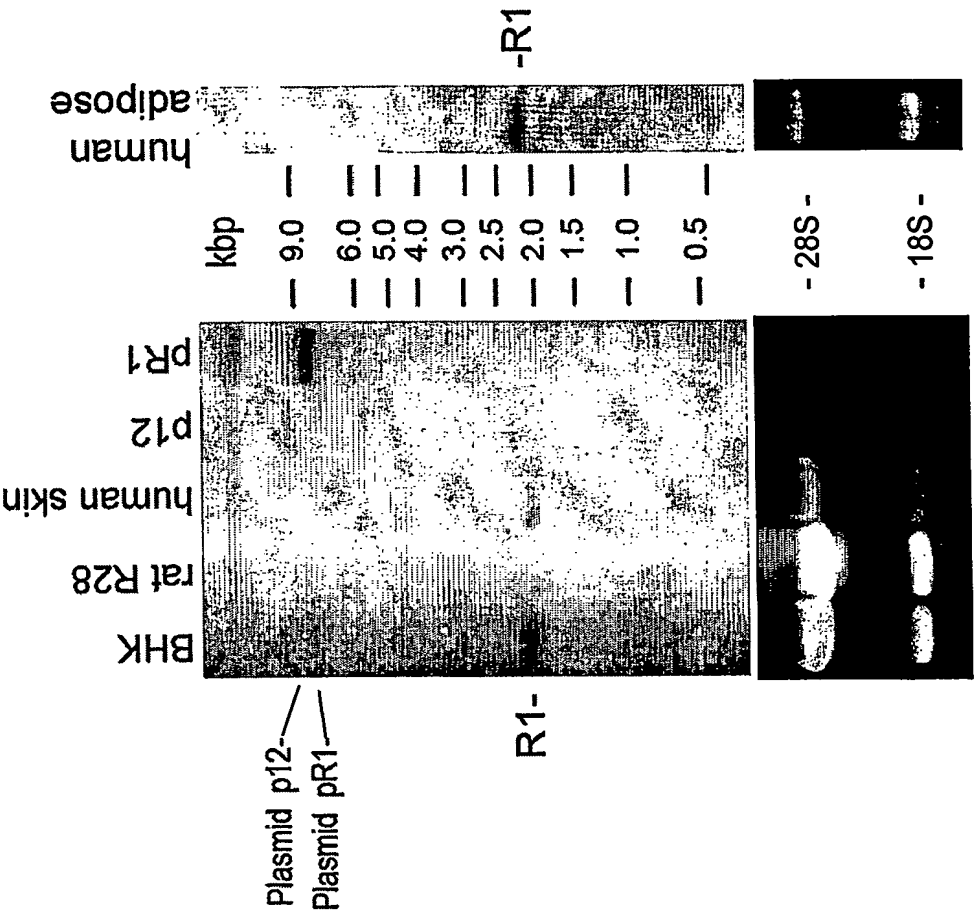 BHK
rat R28
human skin
p12
pR1
human
adipose
kbp
9.0
6.0
5.0
4.0
3.0
2.5
2.0
1.5
1.0
0.5
Plasmid p12-
Plasmid pR1-
R1-
-R1
- 28S -
- 18S -